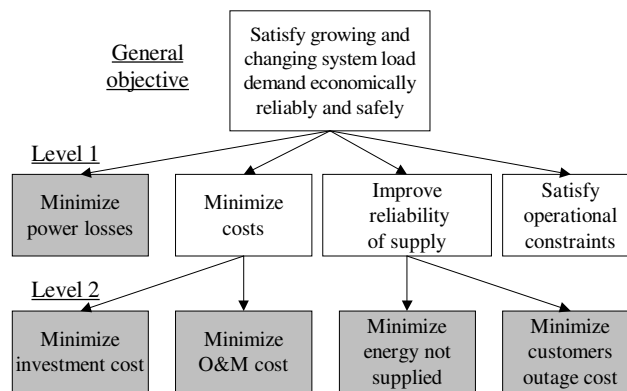 General
objective
Satisfy growing and
changing system load
demand economically
reliably and safely
Level 1
Minimize
power losses
Minimize
costs
Improve
reliability
of supply
Satisfy
operational
constraints
Level 2
Minimize
investment cost
Minimize
O&M cost
Minimize
energy not
supplied
Minimize
customers
outage cost